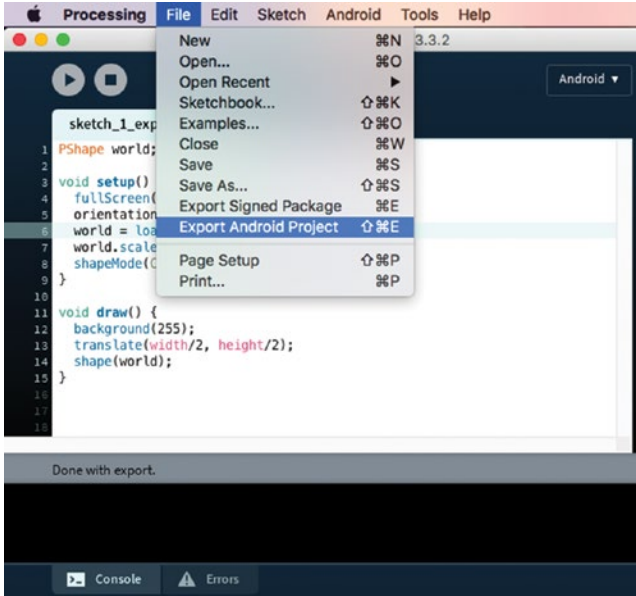 Processing File Edit Sketch Android Tools Help
3.3.2
New ⌘N
Open... ⌘O
Open Recent ▶
Sketchbook... ⇧⌘K
Examples... ⇧⌘O
Close ⌘W
Save ⌘S
Save As... ⇧⌘S
Export Signed Package ⌘E
Export Android Project ⇧⌘E
Page Setup ⇧⌘P
Print... ⌘P
Android ▼
sketch_1_exp
1 PShape world;
2
3 void setup()
4 fullScreen(
5 orientation
6 world = loa
7 world.scale
8 shapeMode(
9 }
10
11 void draw() {
12 background(255);
13 translate(width/2, height/2);
14 shape(world);
15 }
16
17
18
Done with export.
Console Errors